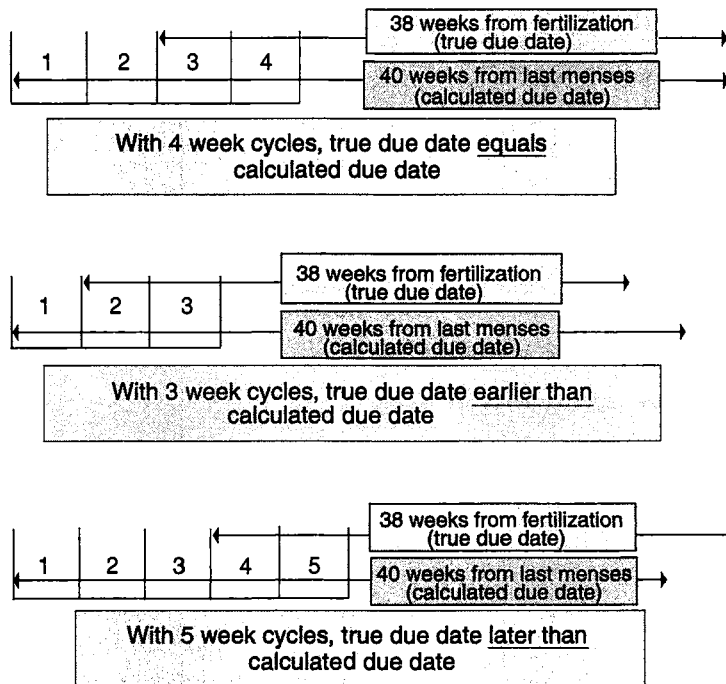 38 weeks from fertilization
(true due date)
1 2 3 4
40 weeks from last menses
(calculated due date)
With 4 week cycles, true due date equals
calculated due date
38 weeks from fertilization
(true due date)
1 2 3
40 weeks from last menses
(calculated due date)
With 3 week cycles, true due date earlier than
calculated due date
38 weeks from fertilization
(true due date)
1 2 3 4 5
40 weeks from last menses
(calculated due date)
With 5 week cycles, true due date later than
calculated due date